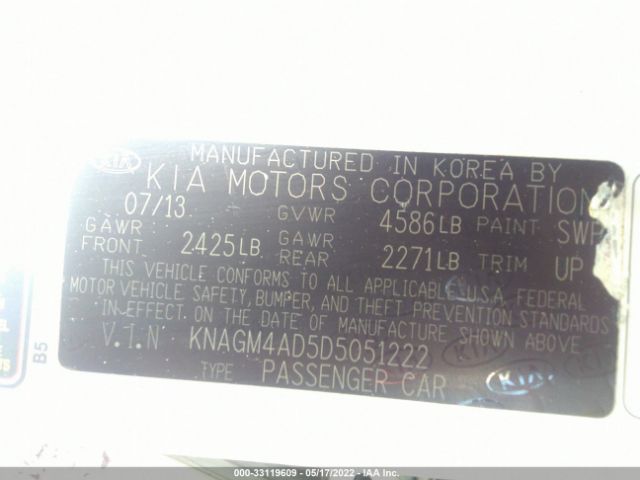 KIA MANUFACTURED IN KOREA BY
KIA MOTORS CORPORATION
07/13 GVWR 4586LB PAINT SWP
GAWR FRONT 2425LB GAWR REAR 2271LB TRIM UP
THIS VEHICLE CONFORMS TO ALL APPLICABLE U.S.A. FEDERAL
MOTOR VEHICLE SAFETY, BUMPER, AND THEFT PREVENTION STANDARDS
IN EFFECT ON THE DATE OF MANUFACTURE SHOWN ABOVE
V.I.N KNAGM4AD5D5051222
TYPE PASSENGER CAR KIA KIA
B5
000-33119609 - 05/17/2022 - IAA Inc.